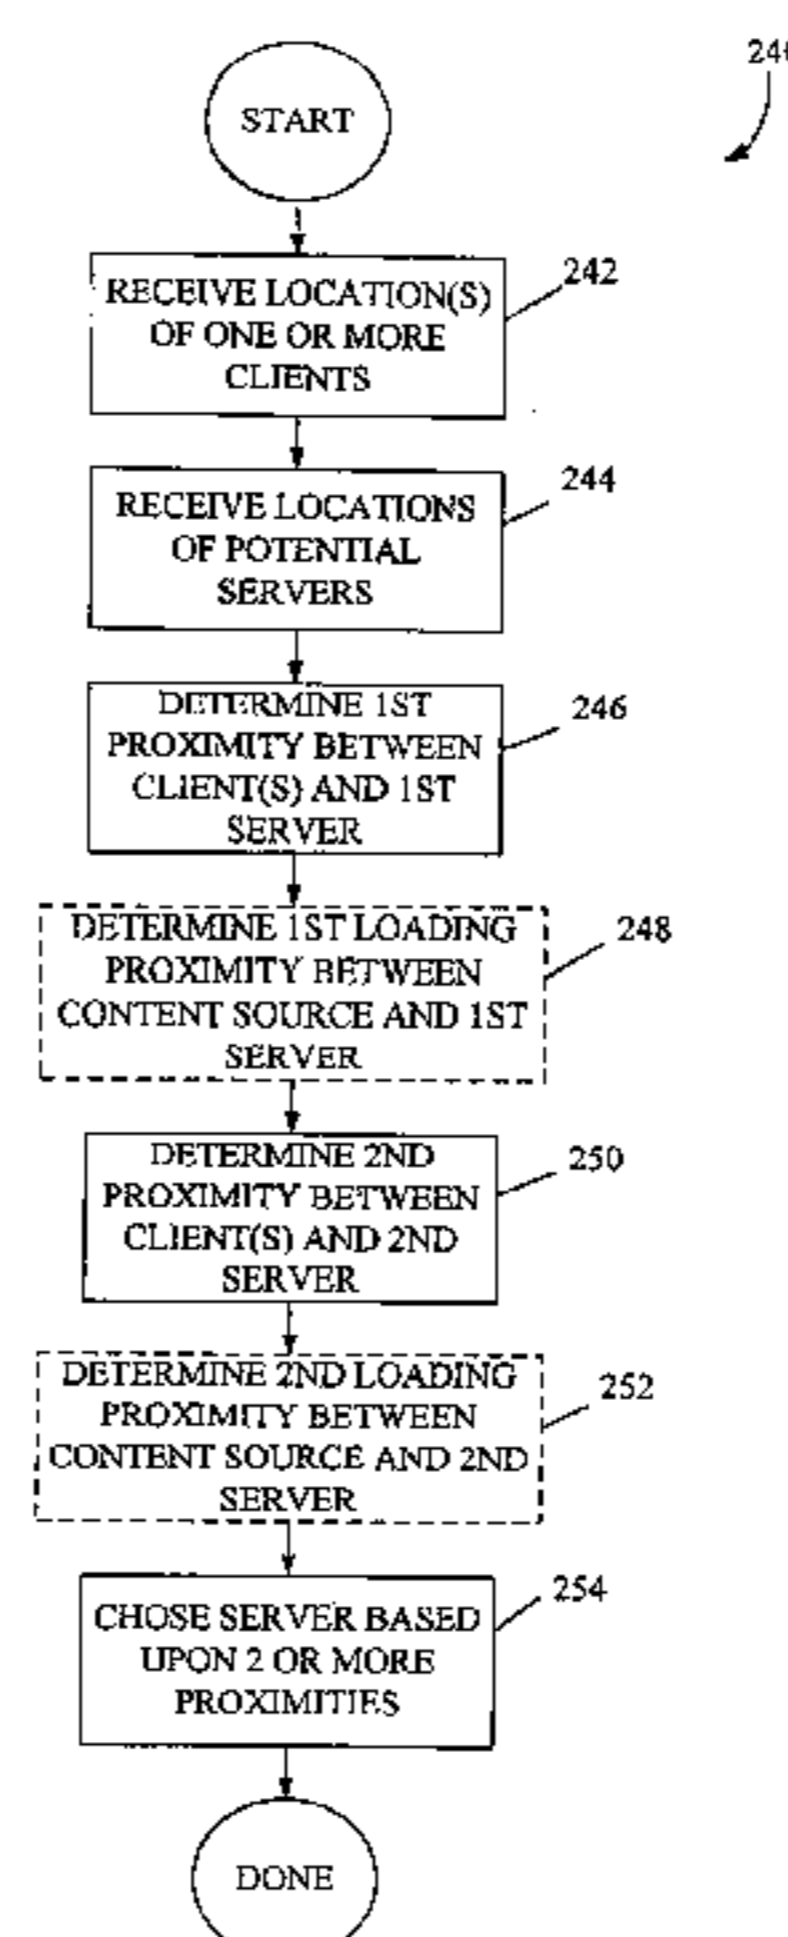 START
RECEIVE LOCATION(S)
OF ONE OR MORE
CLIENTS
242
RECEIVE LOCATIONS
OF POTENTIAL
SERVERS
244
DETERMINE 1ST
PROXIMITY BETWEEN
CLIENT(S) AND 1ST
SERVER
246
DETERMINE 1ST LOADING
PROXIMITY BETWEEN
CONTENT SOURCE AND 1ST
SERVER
248
DETERMINE 2ND
PROXIMITY BETWEEN
CLIENT(S) AND 2ND
SERVER
250
DETERMINE 2ND LOADING
PROXIMITY BETWEEN
CONTENT SOURCE AND 2ND
SERVER
252
CHOSE SERVER BASED
UPON 2 OR MORE
PROXIMITIES
254
DONE